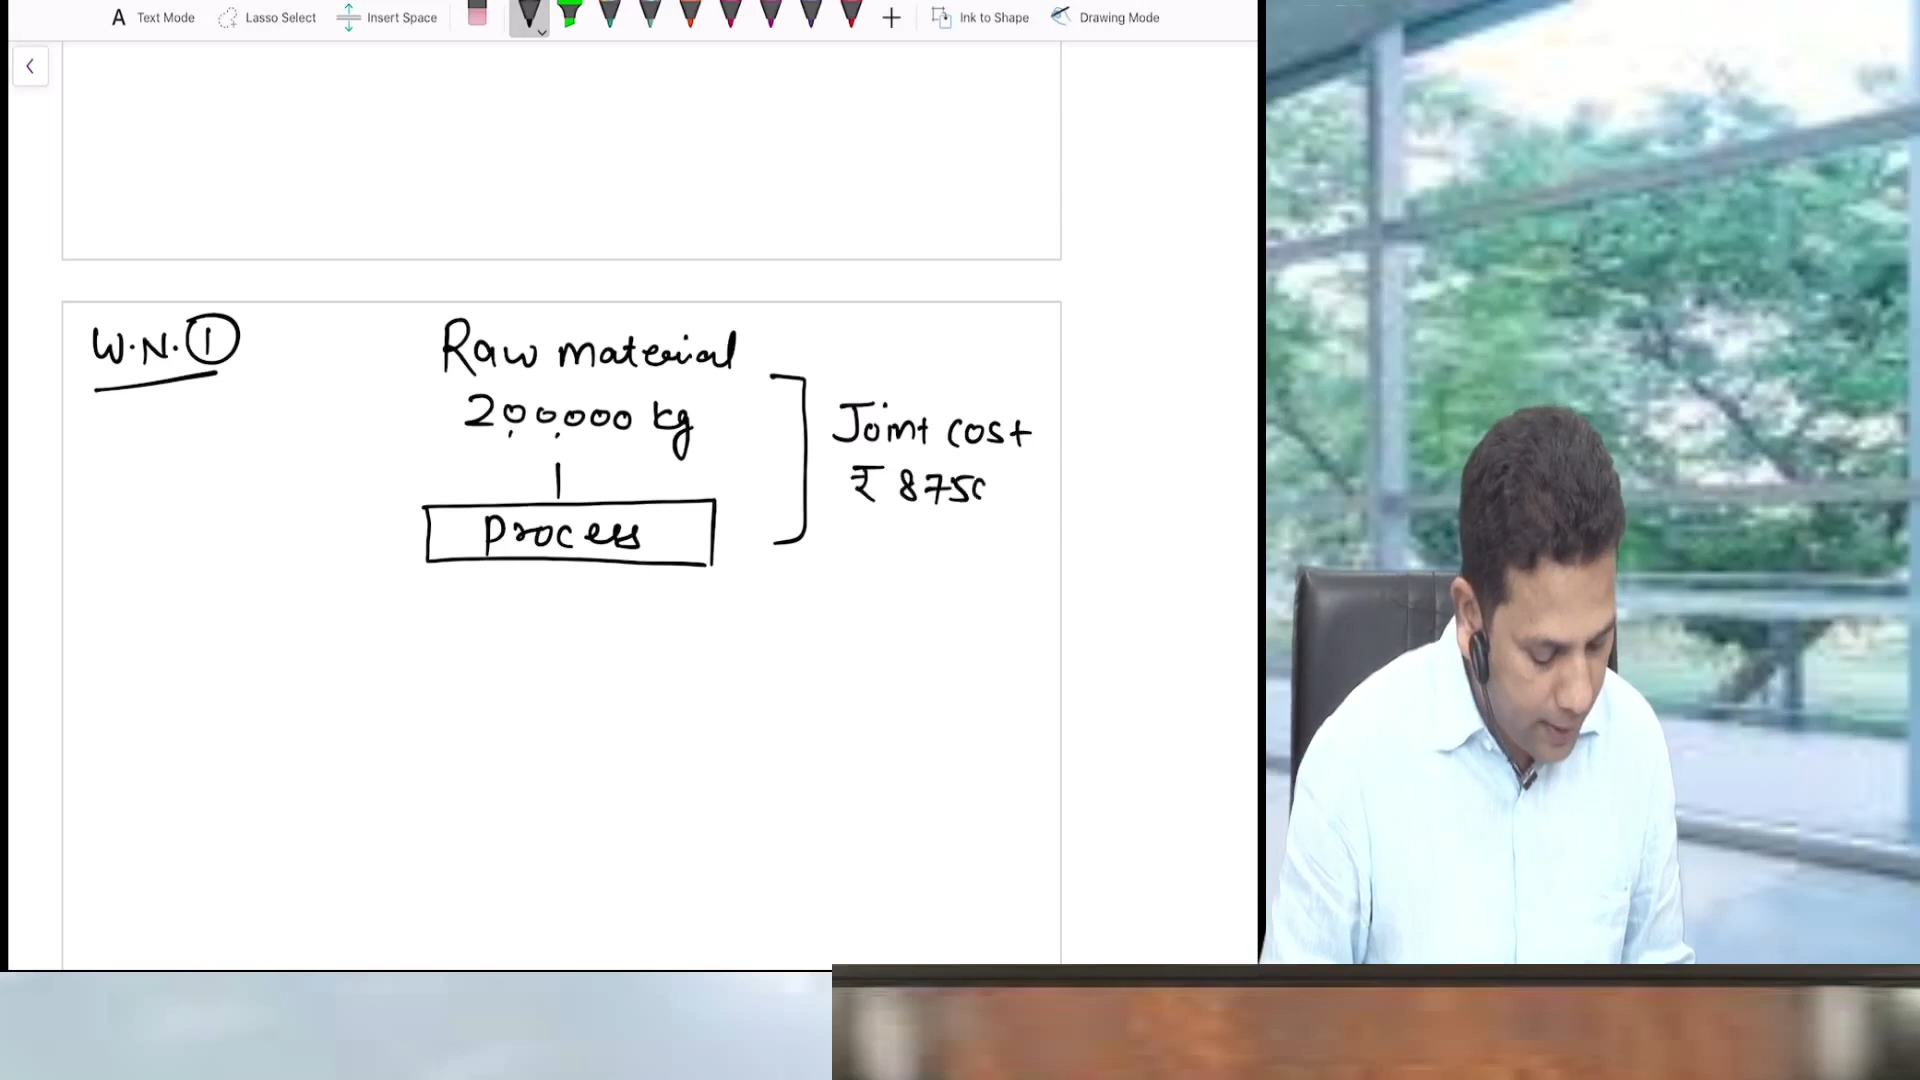 A Text Mode Lasso Select Insert Space Ink to Shape Drawing Mode
W.N. 1
Raw material
2,00,000 kg
Joint cost
₹ 8750
Process